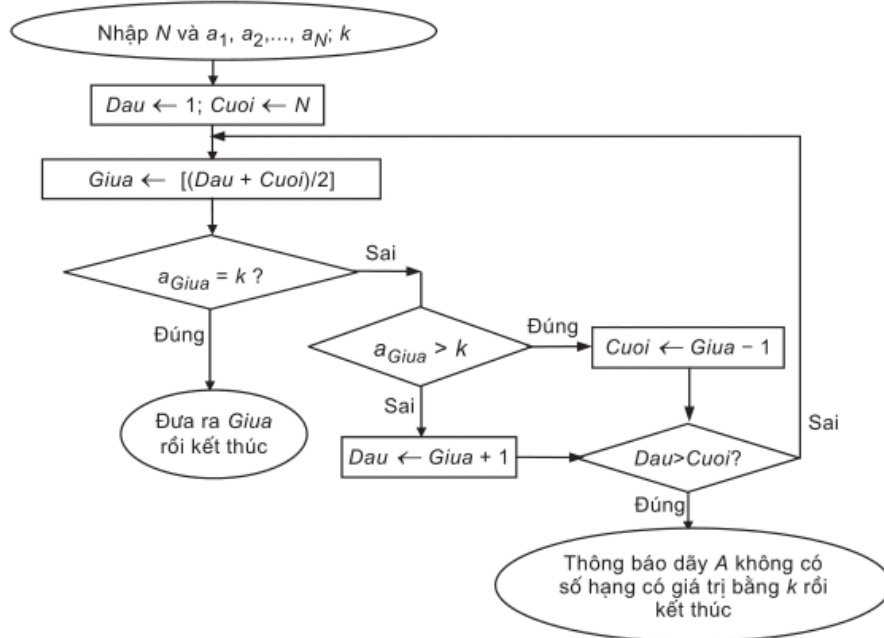 Nhập N và a1, a2,..., aN; k
Dau ← 1; Cuoi ← N
Giua ← [(Dau + Cuoi)/2]
aGiua = k ?
Sai
Đúng
Đưa ra Giua
rồi kết thúc
aGiua > k
Đúng
Cuoi ← Giua − 1
Sai
Dau ← Giua + 1
Dau>Cuoi?
Sai
Đúng
Thông báo dãy A không có
số hạng có giá trị bằng k rồi
kết thúc